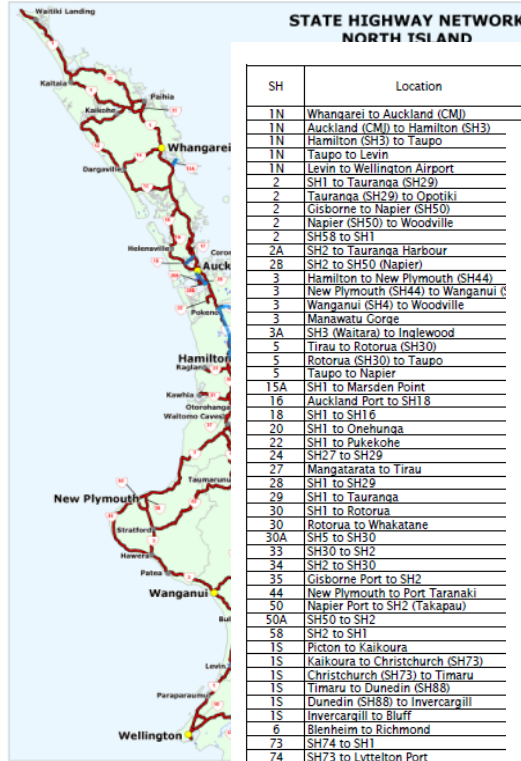 STATE HIGHWAY NETWORK
NORTH ISLAND
Waitiki Landing
Kaitaia
Paihia
Kaikohe
Whangarei
Dargaville
Helensville
Coron
Auck
Pokeno
Hamilton
Raglan
Kawhia
Otorohanga
Waitomo Caves
Taumarunu
New Plymouth
Stratford
Hawera
Patea
Wanganui
Bul
Levin
Paraparaumu
Wellington
SH Location
1N Whangarei to Auckland (CMJ)
1N Auckland (CMJ) to Hamilton (SH3)
1N Hamilton (SH3) to Taupo
1N Taupo to Levin
1N Levin to Wellington Airport
2 SH1 to Tauranga (SH29)
2 Tauranga (SH29) to Opotiki
2 Gisborne to Napier (SH50)
2 Napier (SH50) to Woodville
2 SH58 to SH1
2A SH2 to Tauranga Harbour
2B SH2 to SH50 (Napier)
3 Hamilton to New Plymouth (SH44)
3 New Plymouth (SH44) to Wanganui (S
3 Wanganui (SH4) to Woodville
3 Manawatu Gorge
3A SH3 (Waitara) to Inglewood
5 Tirau to Rotorua (SH30)
5 Rotorua (SH30) to Taupo
5 Taupo to Napier
15A SH1 to Marsden Point
16 Auckland Port to SH18
18 SH1 to SH16
20 SH1 to Onehunga
22 SH1 to Pukekohe
24 SH27 to SH29
27 Mangatarata to Tirau
28 SH1 to SH29
29 SH1 to Tauranga
30 SH1 to Rotorua
30 Rotorua to Whakatane
30A SH5 to SH30
33 SH30 to SH2
34 SH2 to SH30
35 Gisborne Port to SH2
44 New Plymouth to Port Taranaki
50 Napier Port to SH2 (Takapau)
50A SH50 to SH2
58 SH2 to SH1
1S Picton to Kaikoura
1S Kaikoura to Christchurch (SH73)
1S Christchurch (SH73) to Timaru
1S Timaru to Dunedin (SH88)
1S Dunedin (SH88) to Invercargill
1S Invercargill to Bluff
6 Blenheim to Richmond
73 SH74 to SH1
74 SH73 to Lyttelton Port